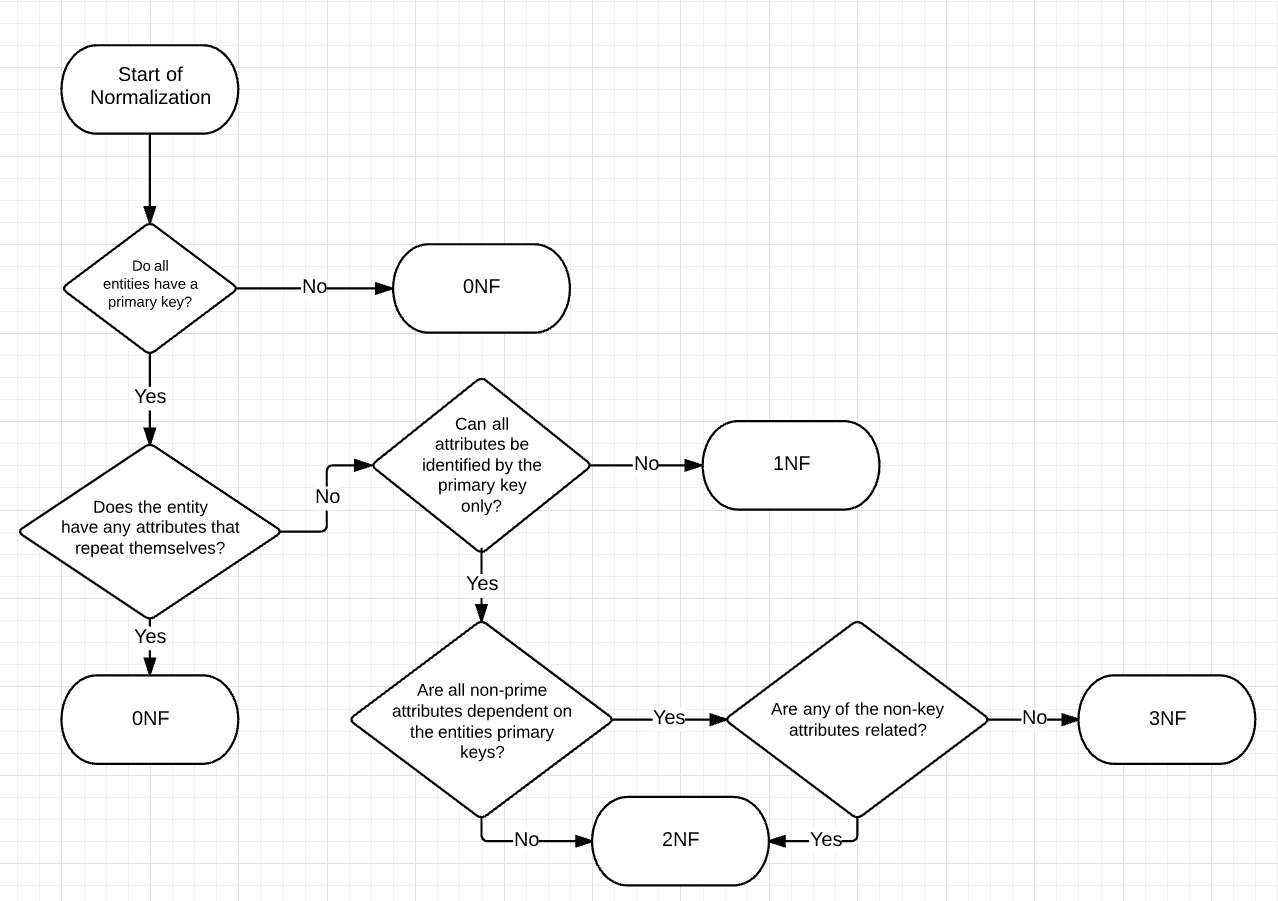 Start of
Normalization
Do all
entities have a
primary key?
No
0NF
Yes
Can all
attributes be
identified by the
primary key
only?
No
1NF
No
Does the entity
have any attributes that
repeat themselves?
Yes
Yes
0NF
Are all non-prime
attributes dependent on
the entities primary
keys?
Yes
Are any of the non-key
attributes related?
No
3NF
No
2NF
Yes